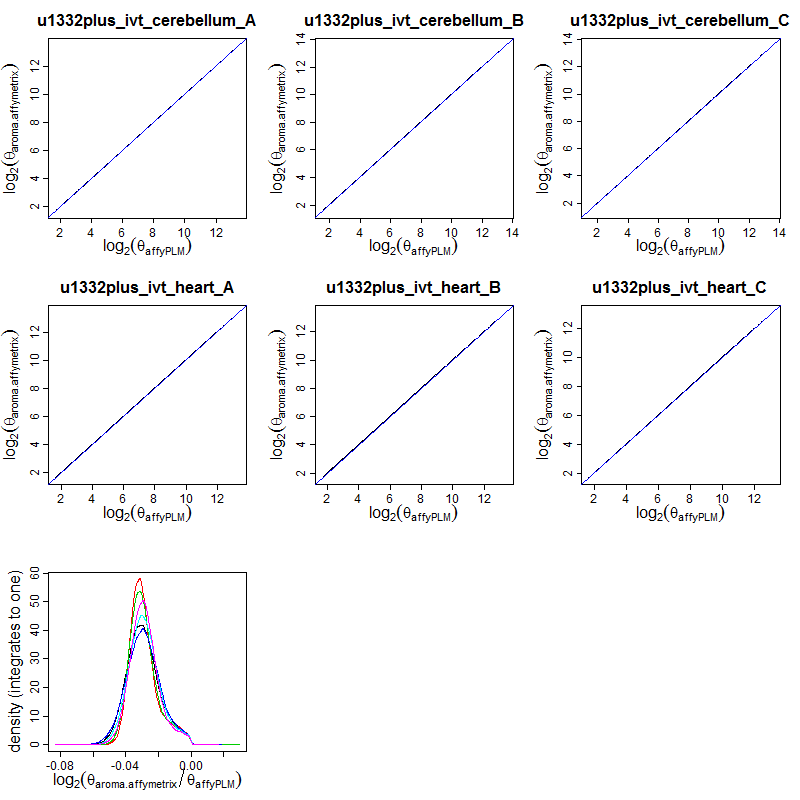 u1332plus_ivt_cerebellum_A
u1332plus_ivt_cerebellum_B
u1332plus_ivt_cerebellum_C
log2(θaroma.affymetrix)
2 4 6 8 10 12
2 4 6 8 10 12
log2(θaffyPLM)
log2(θaroma.affymetrix)
2 4 6 8 10 12 14
2 4 6 8 10 12 14
log2(θaffyPLM)
log2(θaroma.affymetrix)
2 4 6 8 10 12 14
2 4 6 8 10 12 14
log2(θaffyPLM)
u1332plus_ivt_heart_A
u1332plus_ivt_heart_B
u1332plus_ivt_heart_C
log2(θaroma.affymetrix)
2 4 6 8 10 12
2 4 6 8 10 12
log2(θaffyPLM)
log2(θaroma.affymetrix)
2 4 6 8 10 12
2 4 6 8 10 12
log2(θaffyPLM)
log2(θaroma.affymetrix)
2 4 6 8 10 12
2 4 6 8 10 12
log2(θaffyPLM)
density (integrates to one)
0 10 20 30 40 50 60
-0.08 -0.04 0.00
log2(θaroma.affymetrix/θaffyPLM)